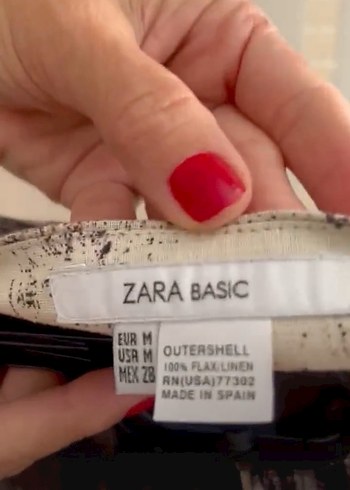 ZARA BASIC
EUR M
USA M
MEX 28
OUTERSHELL
100% FLAX/LINEN
RN(USA)77302
MADE IN SPAIN